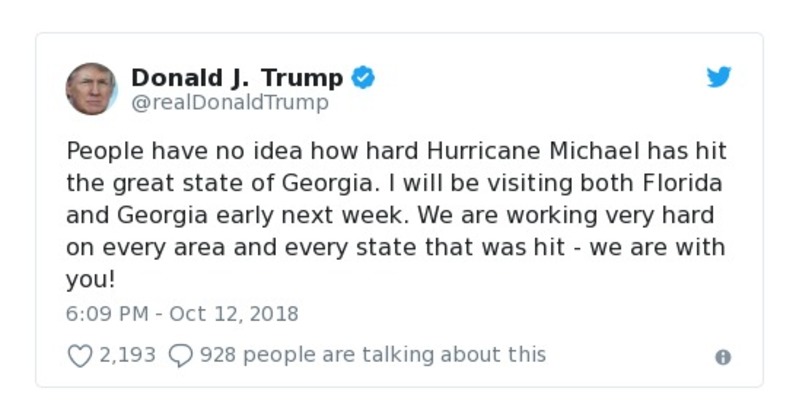 Donald J. Trump
@realDonaldTrump
People have no idea how hard Hurricane Michael has hit
the great state of Georgia. I will be visiting both Florida
and Georgia early next week. We are working very hard
on every area and every state that was hit - we are with
you!
6:09 PM - Oct 12, 2018
2,193 928 people are talking about this